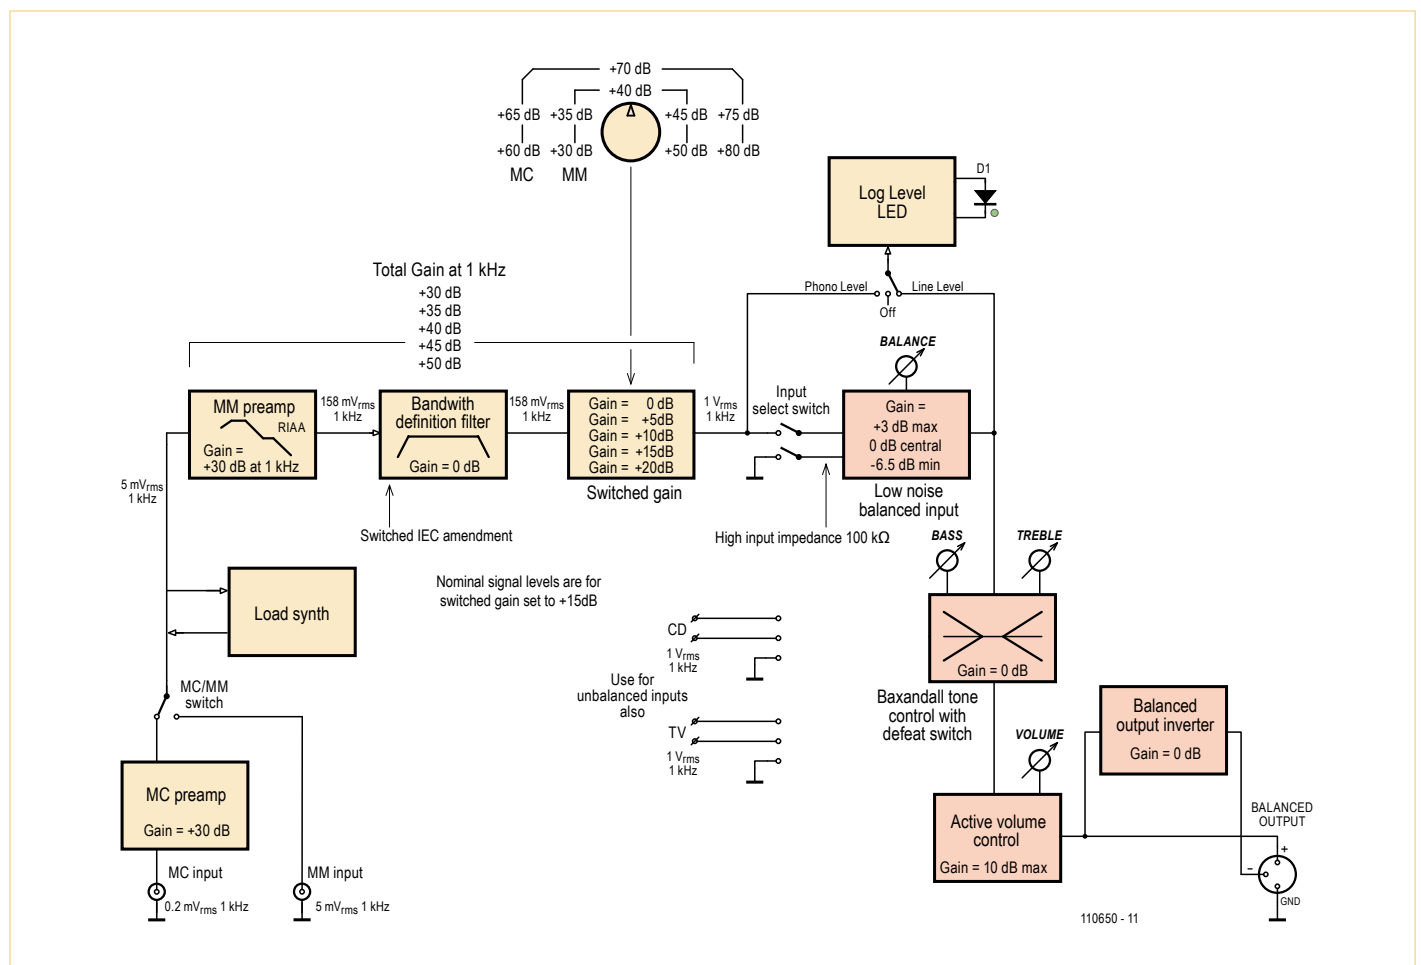 +70 dB
+40 dB
+65 dB +35 dB +45 dB +75 dB
+60 dB +30 dB +50 dB +80 dB
MC MM
Log Level
LED
D1
Phono Level
Line Level
Off
Total Gain at 1 kHz
+30 dB
+35 dB
+40 dB
+45 dB
+50 dB
MM preamp
RIAA
Gain =
+30 dB at 1 kHz
158 mVrms
1 kHz
Bandwith
definition filter
Gain = 0 dB
158 mVrms
1 kHz
Gain = 0 dB
Gain = +5dB
Gain = +10dB
Gain = +15dB
Gain = +20dB
Switched gain
1 Vrms
1 kHz
Input
select switch
BALANCE
Gain =
+3 dB max
0 dB central
-6.5 dB min
Low noise
balanced input
5 mVrms
1 kHz
Switched IEC amendment
High input impedance 100 kΩ
BASS
TREBLE
Nominal signal levels are for
switched gain set to +15dB
Load synth
CD
1 Vrms
1 kHz
Use for
unbalanced inputs
also
TV
1 Vrms
1 kHz
Gain = 0 dB
Baxandall tone
control with
defeat switch
MC/MM
switch
VOLUME
Balanced
output inverter
Gain = 0 dB
MC preamp
Gain = +30 dB
Active volume
control
Gain = 10 dB max
BALANCED
OUTPUT
+
–
GND
MC input
0.2 mVrms 1 kHz
MM input
5 mVrms 1 kHz
110650 - 11